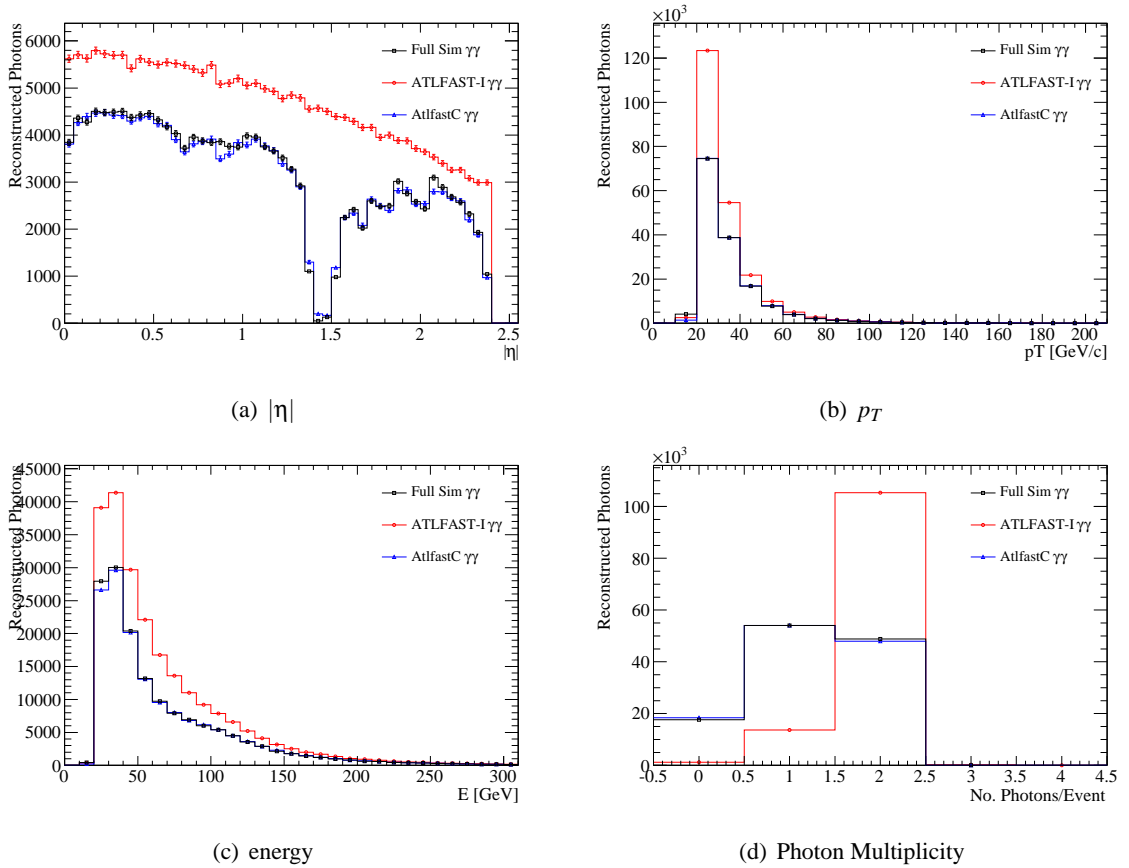 Reconstructed Photons
6000
5000
4000
3000
2000
1000
0
0 0.5 1 1.5 2 2.5
|η|
Full Sim γγ
ATLFAST-I γγ
AtlfastC γγ
(a) |η|
×10³
Reconstructed Photons
120
100
80
60
40
20
0
0 20 40 60 80 100 120 140 160 180 200
pT [GeV/c]
Full Sim γγ
ATLFAST-I γγ
AtlfastC γγ
(b) pT
Reconstructed Photons
45000
40000
35000
30000
25000
20000
15000
10000
5000
0
0 50 100 150 200 250 300
E [GeV]
Full Sim γγ
ATLFAST-I γγ
AtlfastC γγ
(c) energy
×10³
Reconstructed Photons
100
80
60
40
20
0
-0.5 0 0.5 1 1.5 2 2.5 3 3.5 4 4.5
No. Photons/Event
Full Sim γγ
ATLFAST-I γγ
AtlfastC γγ
(d) Photon Multiplicity